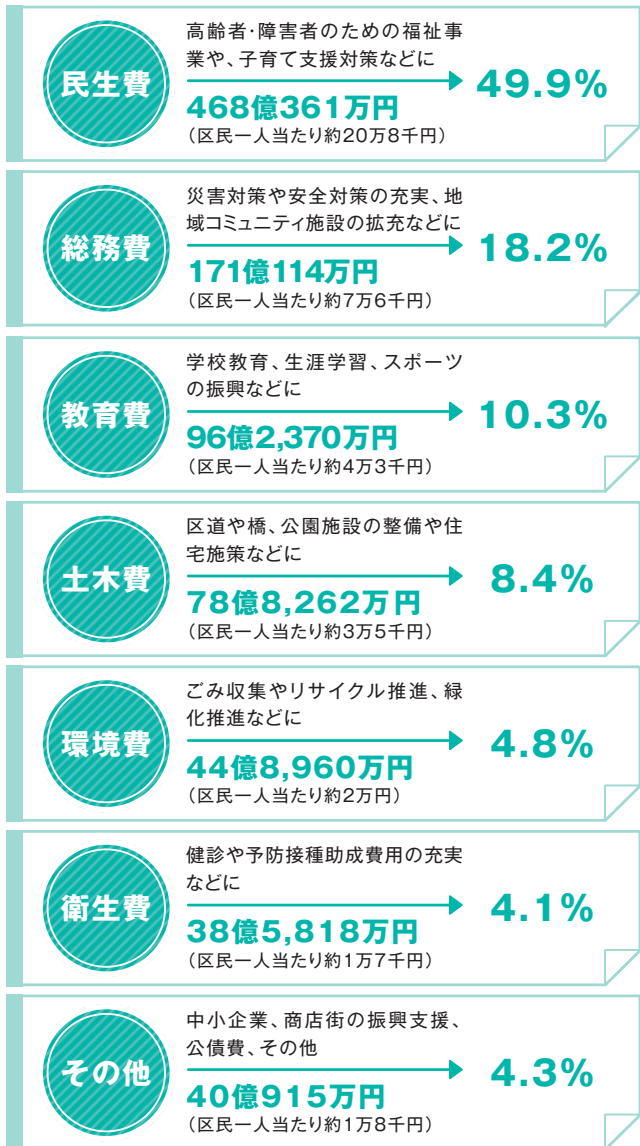 民生費
高齢者・障害者のための福祉事
業や、子育て支援対策などに
49.9%
468億361万円
(区民一人当たり約20万8千円)
総務費
災害対策や安全対策の充実、地
域コミュニティ施設の拡充などに
18.2%
171億114万円
(区民一人当たり約7万6千円)
教育費
学校教育、生涯学習、スポーツ
の振興などに
10.3%
96億2,370万円
(区民一人当たり約4万3千円)
土木費
区道や橋、公園施設の整備や住
宅施策などに
8.4%
78億8,262万円
(区民一人当たり約3万5千円)
環境費
ごみ収集やリサイクル推進、緑
化推進などに
4.8%
44億8,960万円
(区民一人当たり約2万円)
衛生費
健診や予防接種助成費用の充実
などに
4.1%
38億5,818万円
(区民一人当たり約1万7千円)
その他
中小企業、商店街の振興支援、
公債費、その他
4.3%
40億915万円
(区民一人当たり約1万8千円)